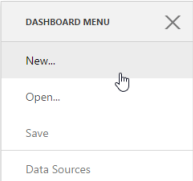 DASHBOARD MENU
New...
Open...
Save
Data Sources